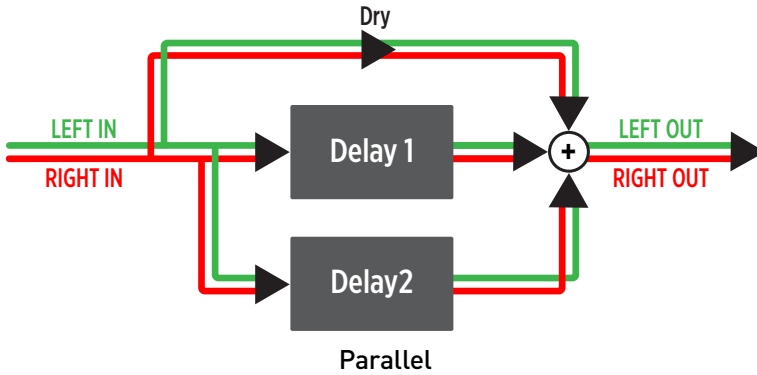 Dry
LEFT IN
Delay 1
+
LEFT OUT
RIGHT IN
RIGHT OUT
Delay2
Parallel